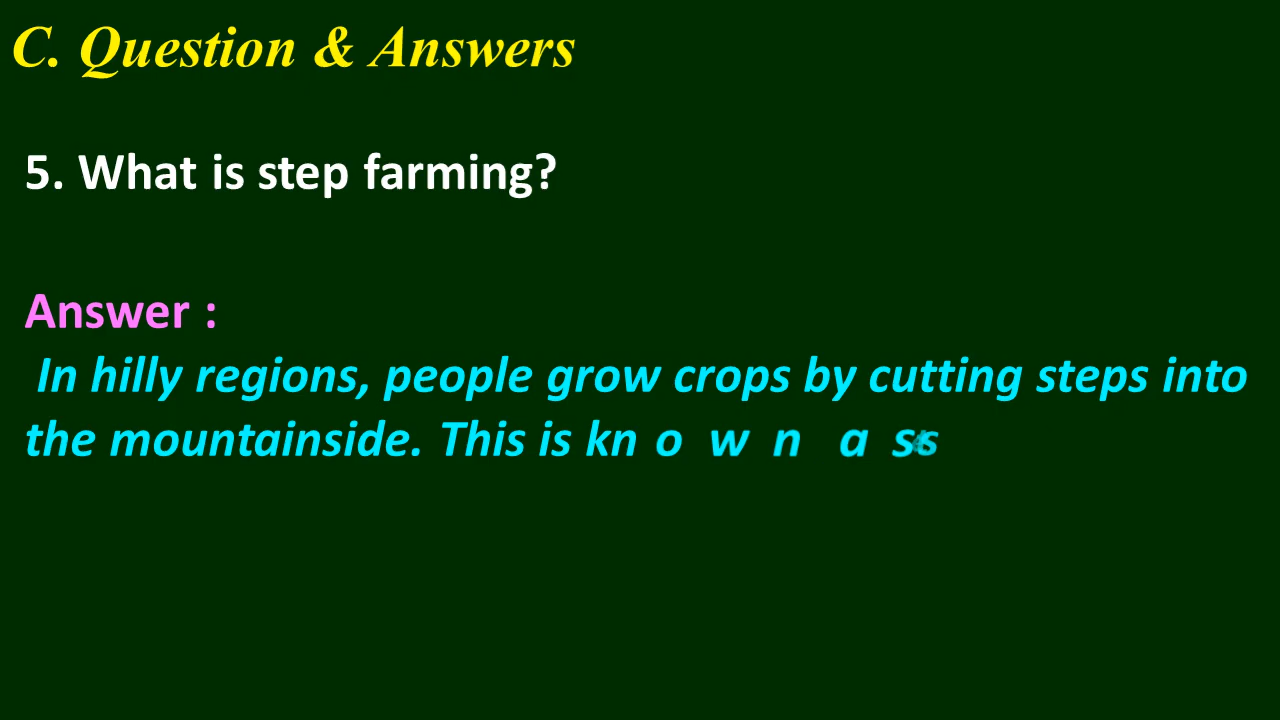 C. Question & Answers
5. What is step farming?
Answer :
In hilly regions, people grow crops by cutting steps into
the mountainside. This is known as